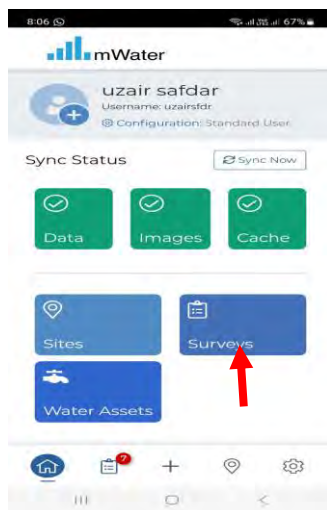 8:06 67%
mWater
uzair safdar
Username: uzairsfdr
Configuration: Standard User
Sync Status
Sync Now
Data Images Cache
Sites Surveys
Water Assets
7